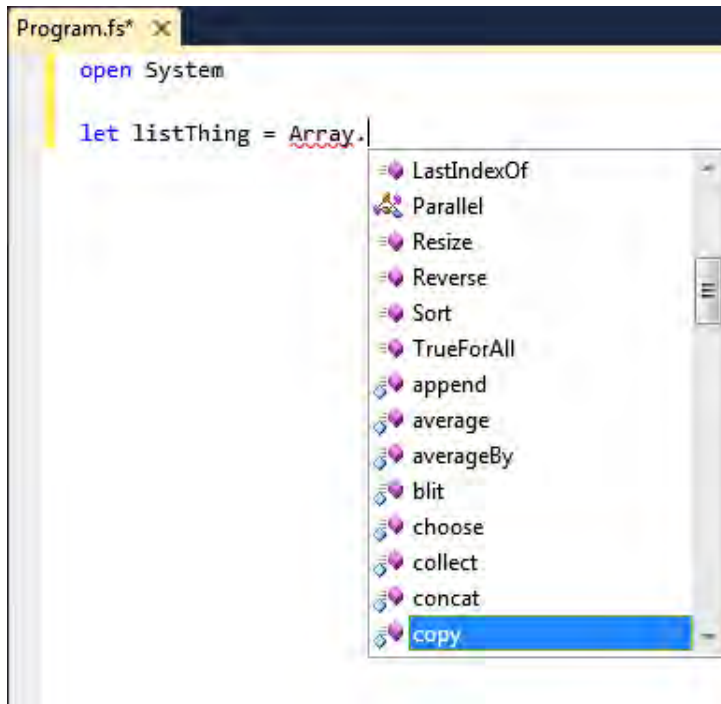 Program.fs*
open System
let listThing = Array.
LastIndexOf
Parallel
Resize
Reverse
Sort
TrueForAll
append
average
averageBy
blit
choose
collect
concat
copy